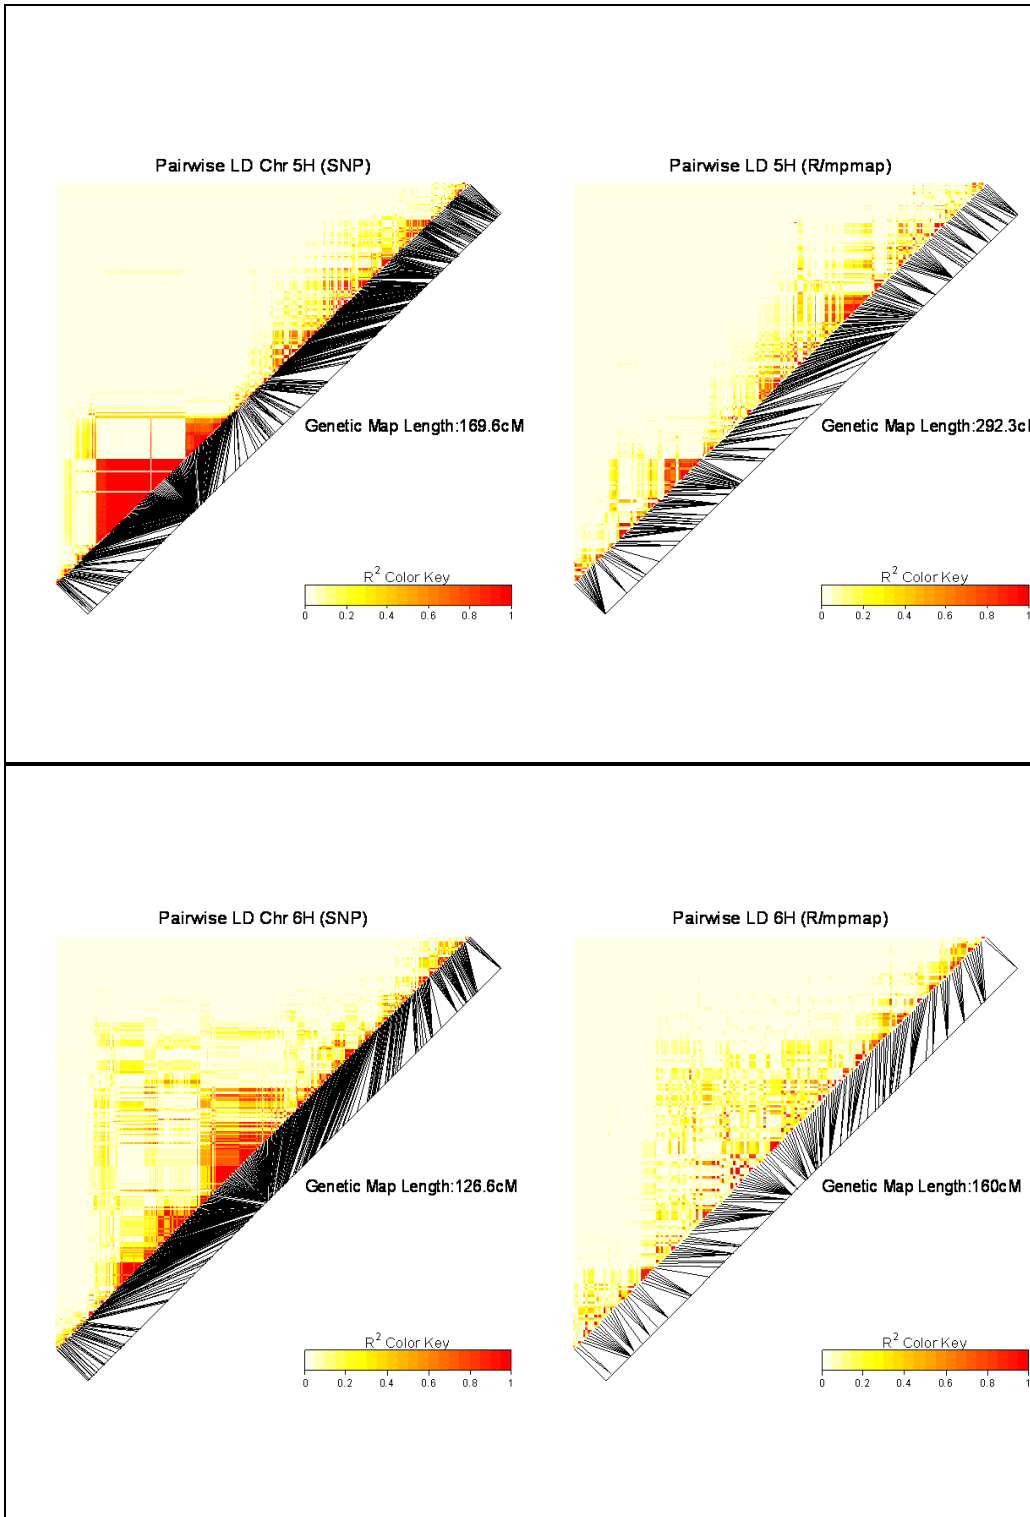 Pairwise LD Chr 5H (SNP)
Pairwise LD 5H (R/mpmap)
Genetic Map Length:169.6cM
Genetic Map Length:292.3cM
R² Color Key
0 0.2 0.4 0.6 0.8 1
R² Color Key
0 0.2 0.4 0.6 0.8 1
Pairwise LD Chr 6H (SNP)
Pairwise LD 6H (R/mpmap)
Genetic Map Length:126.6cM
Genetic Map Length:160cM
R² Color Key
0 0.2 0.4 0.6 0.8 1
R² Color Key
0 0.2 0.4 0.6 0.8 1